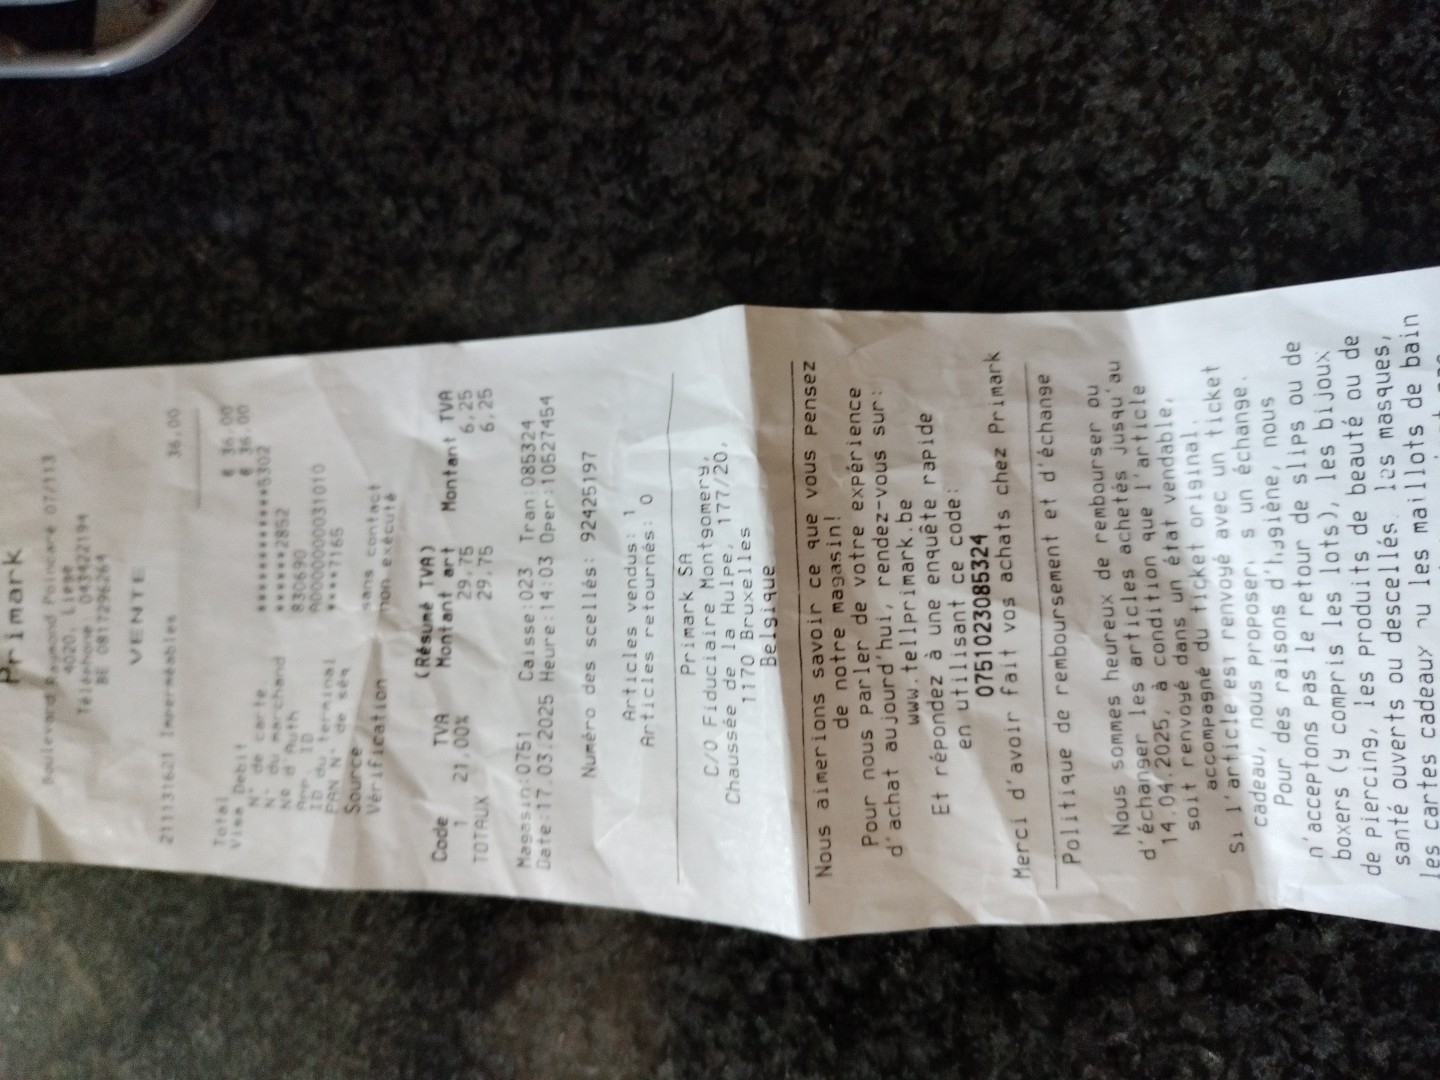 Primark
Boulevard Raymond Poincare 07/113
4020, Liege
Téléphone 043422194
BE 0817296264
VENTE
211131621 Imperméables 36,00
Total € 36,00
Visa Debit € 36,00
N° de carte ************5302
N° du marchand ******2852
N° d'Auth 830690
App. ID A0000000031010
ID du terminal ****7165
PAN N° de séq
Source sans contact
Vérification non exécuté
(Résumé TVA)
Code TVA Montant art Montant TVA
1 21,00% 29,75 6,25
TOTAUX 29,75 6,25
Magasin:0751 Caisse:023 Tran:085324
Date:17.03.2025 Heure:14:03 Oper:10527454
Numéro des scellés: 92425197
Articles vendus: 1
Articles retournés: 0
Primark SA
C/O Fiduciaire Montgomery,
Chaussée de la Hulpe, 177/20,
1170 Bruxelles
Belgique
Nous aimerions savoir ce que vous pensez
de notre magasin!
Pour nous parler de votre expérience
d'achat aujourd'hui, rendez-vous sur:
www.tellprimark.be
Et répondez à une enquête rapide
en utilisant ce code:
0751023085324
Merci d'avoir fait vos achats chez Primark
Politique de remboursement et d'échange
Nous sommes heureux de rembourser ou
d'échanger les articles achetés jusqu'au
14.04.2025, à condition que l'article
soit renvoyé dans un état vendable,
accompagné du ticket original.
Si l'article est renvoyé avec un ticket
cadeau, nous proposerons un échange.
Pour des raisons d'hygiène, nous
n'acceptons pas le retour de slips ou de
boxers (y compris les lots), les bijoux
de piercing, les produits de beauté ou de
santé ouverts ou descellés, les masques,
les cartes cadeaux ou les maillots de bain